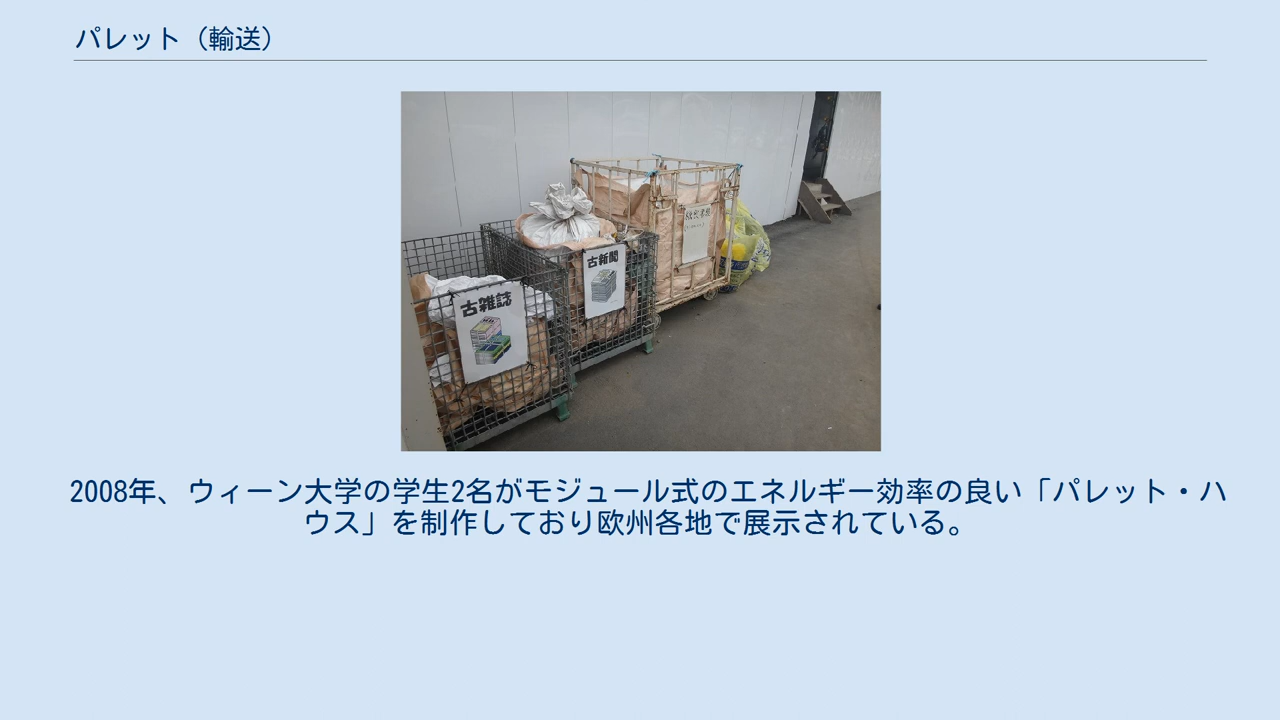 パレット（輸送）
古新聞
古雑誌
2008年、ウィーン大学の学生2名がモジュール式のエネルギー効率の良い「パレット・ハ
ウス」を制作しており欧州各地で展示されている。